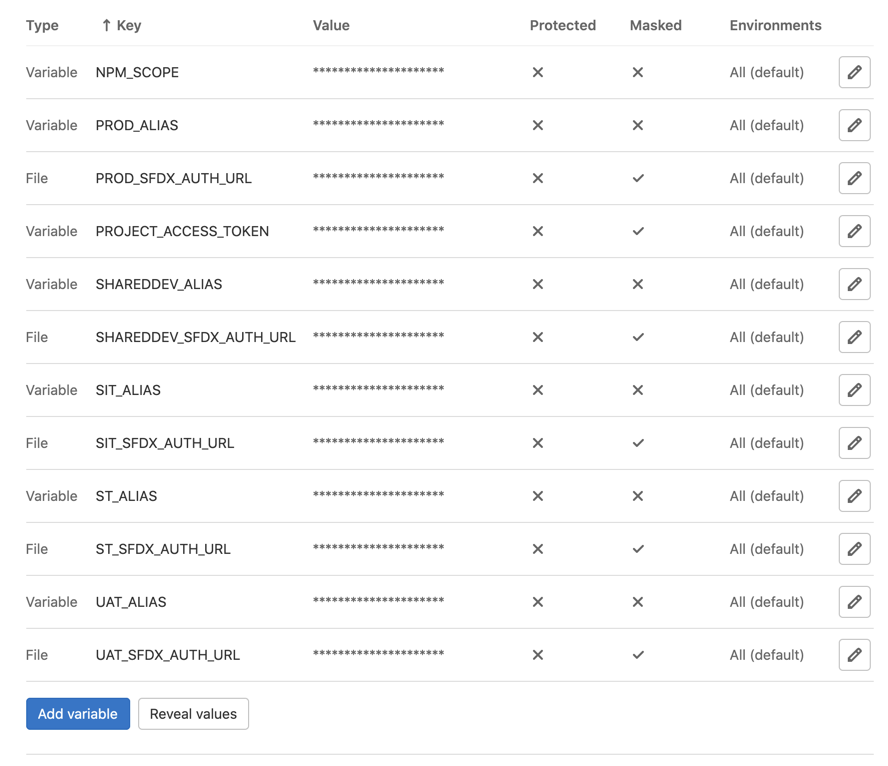 Type ↑ Key Value Protected Masked Environments
Variable NPM_SCOPE ********************* All (default)
Variable PROD_ALIAS ********************* All (default)
File PROD_SFDX_AUTH_URL ********************* All (default)
Variable PROJECT_ACCESS_TOKEN ********************* All (default)
Variable SHAREDDEV_ALIAS ********************* All (default)
File SHAREDDEV_SFDX_AUTH_URL ********************* All (default)
Variable SIT_ALIAS ********************* All (default)
File SIT_SFDX_AUTH_URL ********************* All (default)
Variable ST_ALIAS ********************* All (default)
File ST_SFDX_AUTH_URL ********************* All (default)
Variable UAT_ALIAS ********************* All (default)
File UAT_SFDX_AUTH_URL ********************* All (default)
Add variable Reveal values